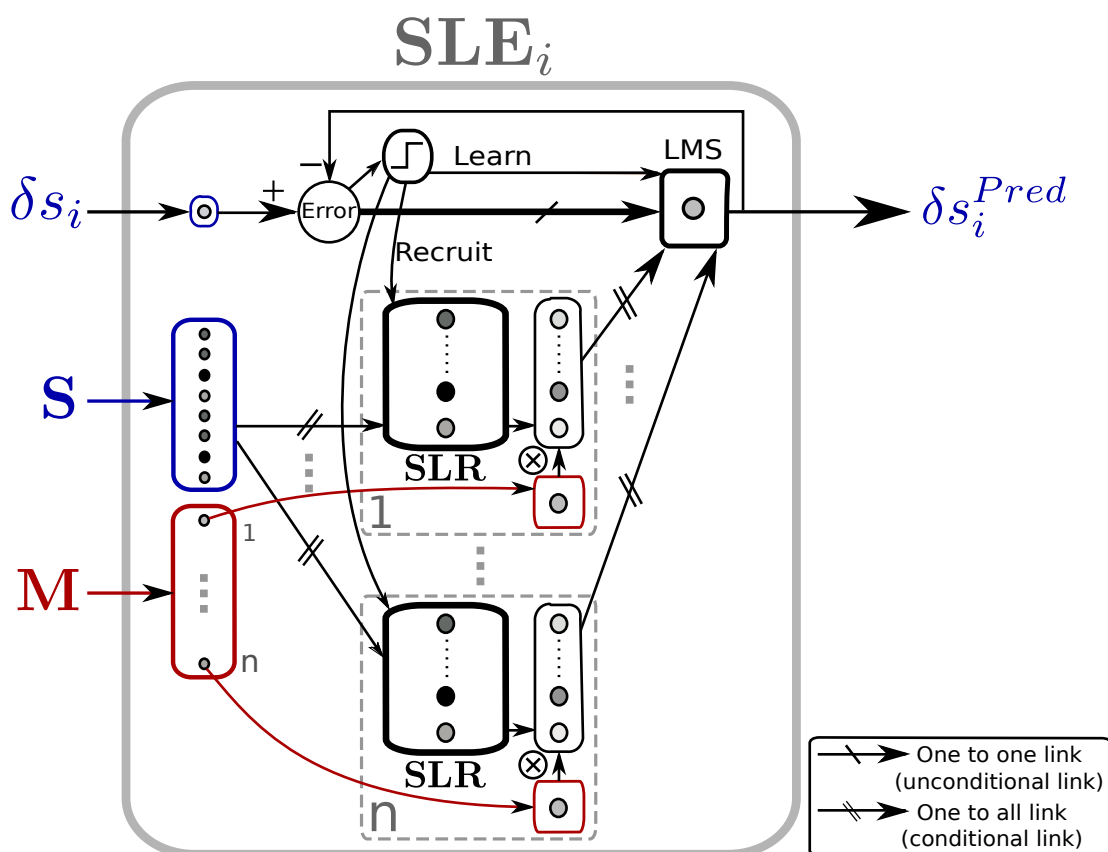 SLE_i
LMS
Learn
− 
δs_i
+
Error
δs_i^{Pred}
Recruit
S
SLR
⊗
1
1
M
n
SLR
⊗
n
One to one link
(unconditional link)
One to all link
(conditional link)